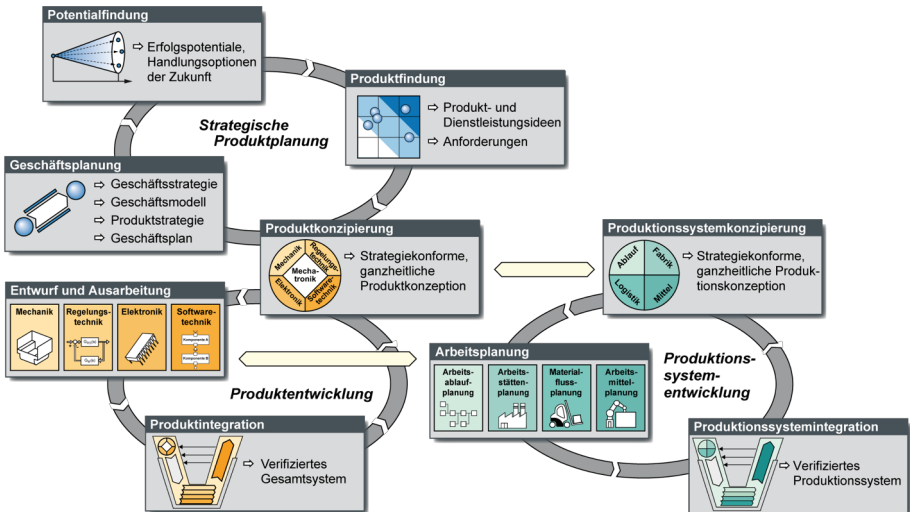 Potentialfindung
Erfolgspotentiale,
Handlungsoptionen
der Zukunft
Produktfindung
Produkt- und
Dienstleistungsideen
Anforderungen
Strategische
Produktplanung
Geschäftsplanung
Geschäftsstrategie
Geschäftsmodell
Produktstrategie
Geschäftsplan
Produktkonzipierung
Mechanik
Regelungs-
technik
Mecha-
tronik
Elektronik
Software-
technik
Strategiekonforme,
ganzheitliche
Produktkonzeption
Produktionssystemkonzipierung
Ablauf
Fabrik
Logistik
Mittel
Strategiekonforme,
ganzheitliche Produk-
tionskonzeption
Entwurf und Ausarbeitung
Mechanik
Regelungs-
technik
Elektronik
Software-
technik
Komponente A
Komponente B
Produktentwicklung
Arbeitsplanung
Arbeits-
ablauf-
planung
Arbeits-
stätten-
planung
Material-
fluss-
planung
Arbeits-
mittel-
planung
Produktions-
system-
entwicklung
Produktintegration
Verifiziertes
Gesamtsystem
Produktionssystemintegration
Verifiziertes
Produktionssystem